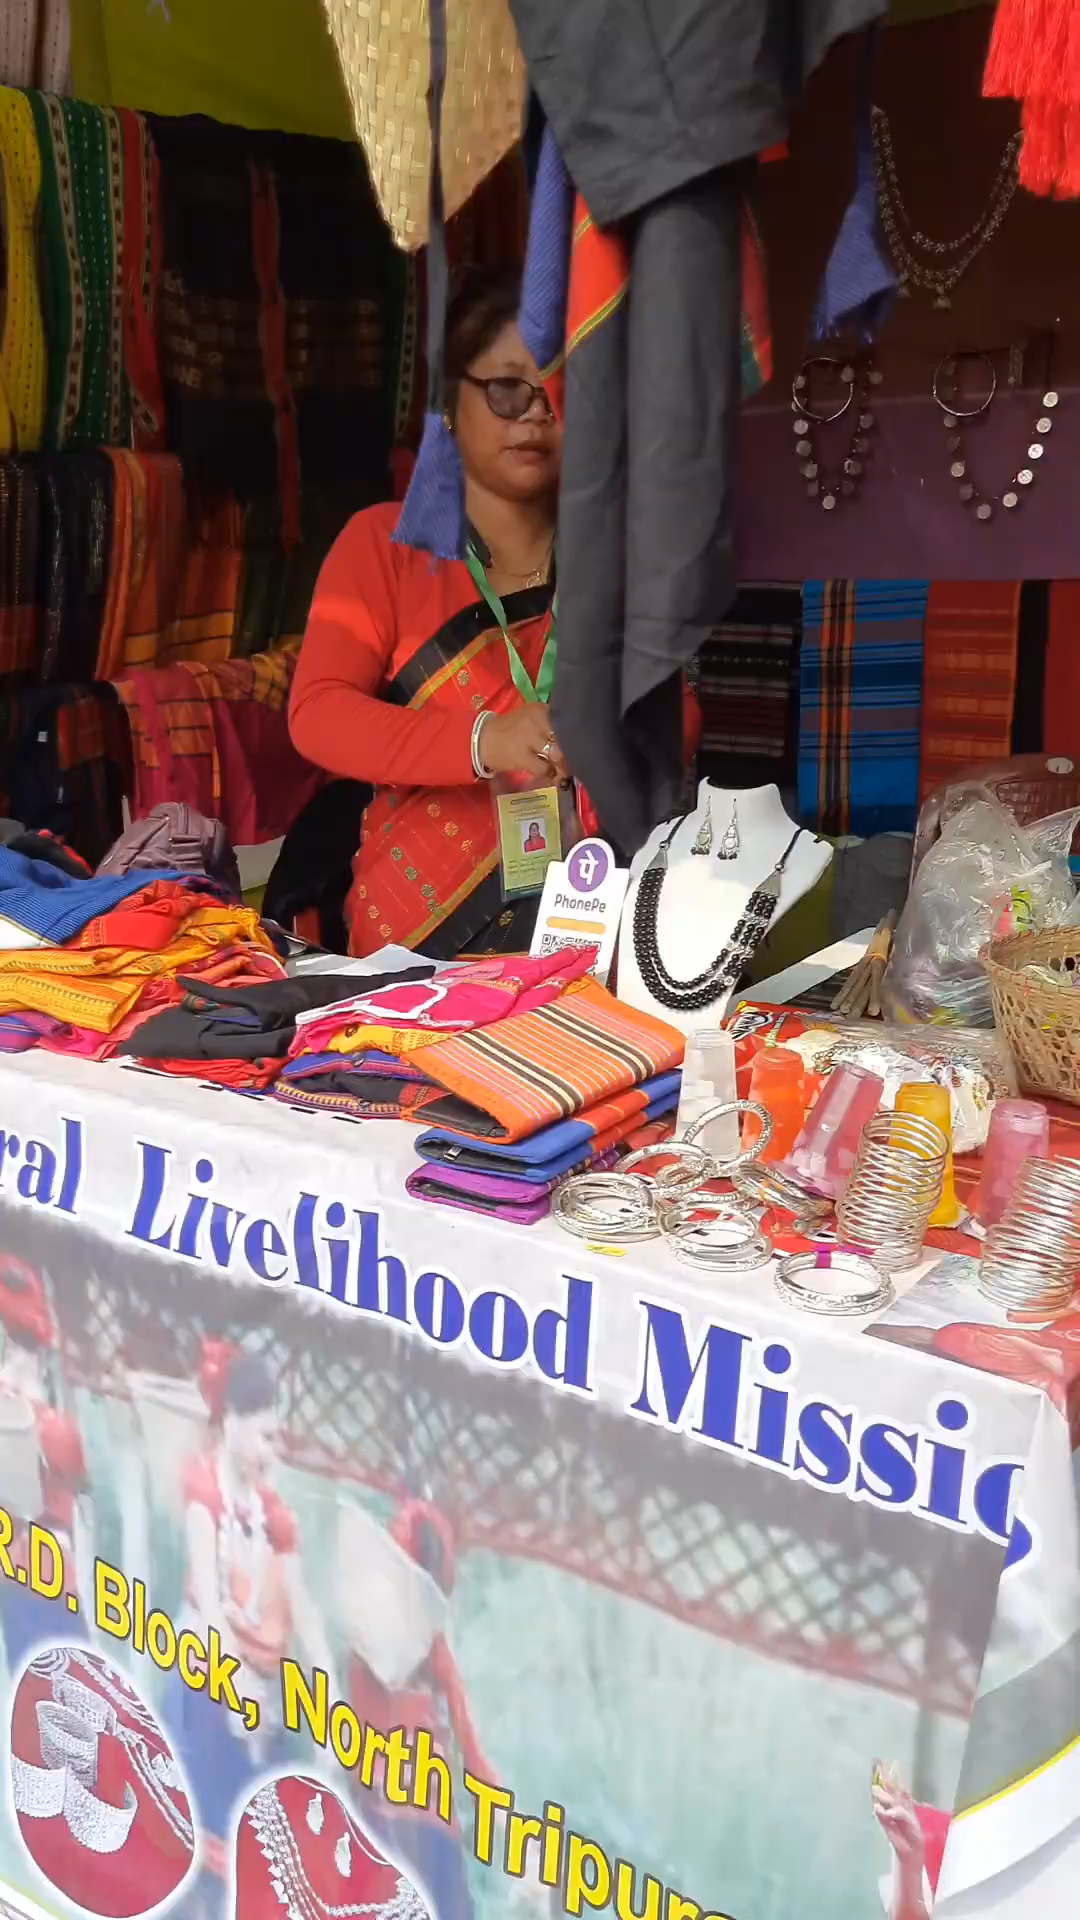 पे
PhonePe
ral Livelihood Missio
R.D. Block, North Tripura